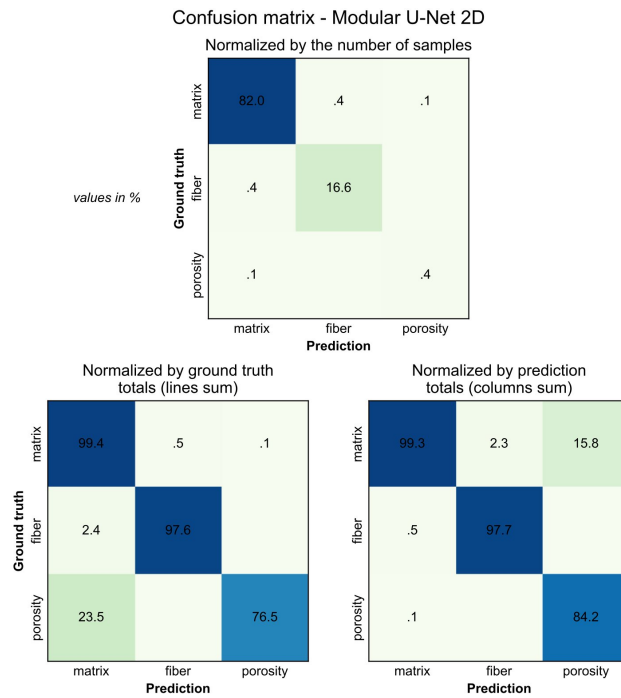 Confusion matrix - Modular U-Net 2D
Normalized by the number of samples
values in %
Ground truth
matrix
82.0 .4 .1
fiber
.4 16.6
porosity
.1 .4
matrix fiber porosity
Prediction
Normalized by ground truth
totals (lines sum)
Ground truth
matrix
99.4 .5 .1
fiber
2.4 97.6
porosity
23.5 76.5
matrix fiber porosity
Prediction
Normalized by prediction
totals (columns sum)
matrix
99.3 2.3 15.8
fiber
.5 97.7
porosity
.1 84.2
matrix fiber porosity
Prediction